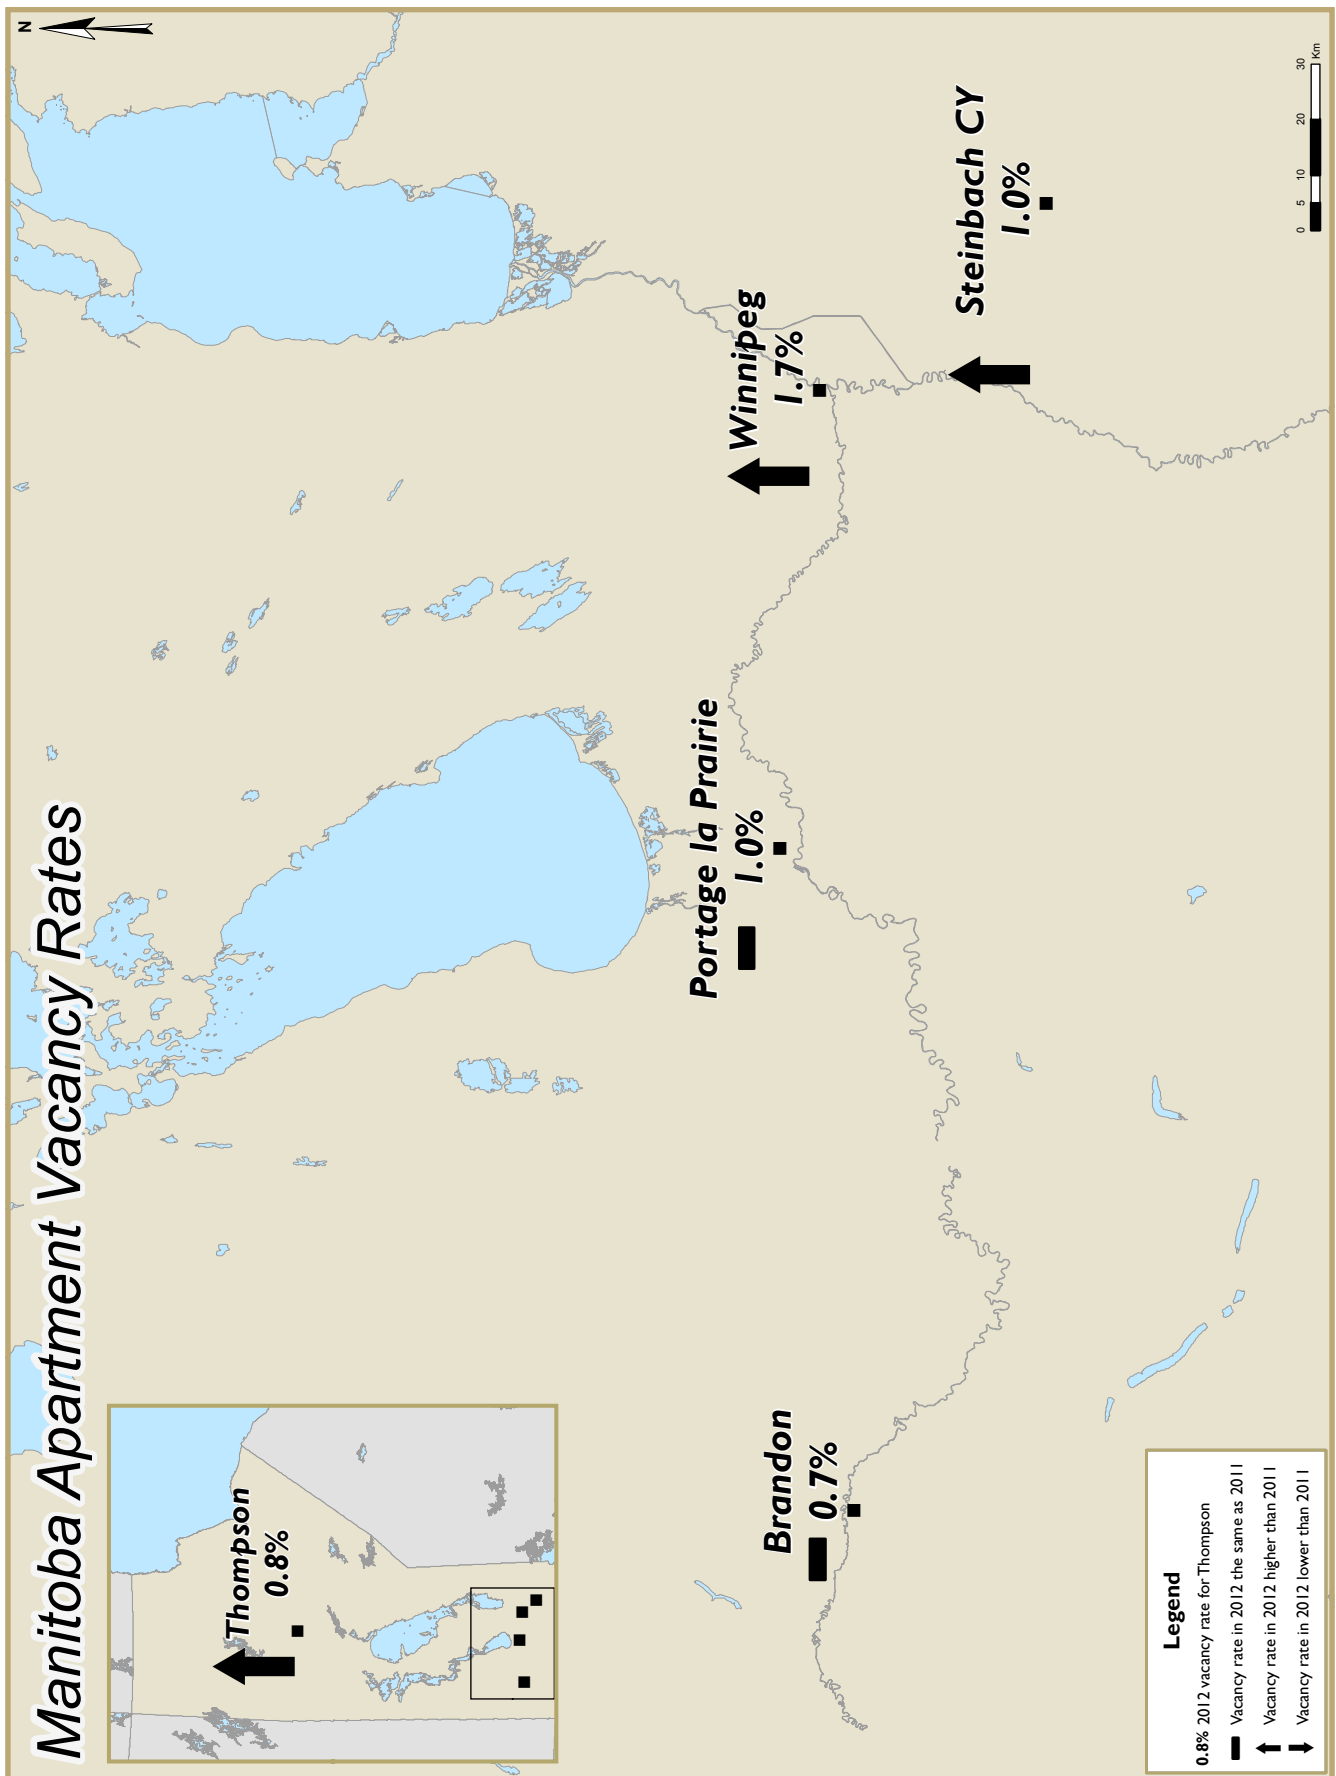 Manitoba Apartment Vacancy Rates
N
Thompson
0.8%
Brandon
0.7%
Portage la Prairie
1.0%
Winnipeg
1.7%
Steinbach CY
1.0%
Legend
0.8% 2012 vacancy rate for Thompson
Vacancy rate in 2012 the same as 2011
Vacancy rate in 2012 higher than 2011
Vacancy rate in 2012 lower than 2011
0 5 10 20 30
Km